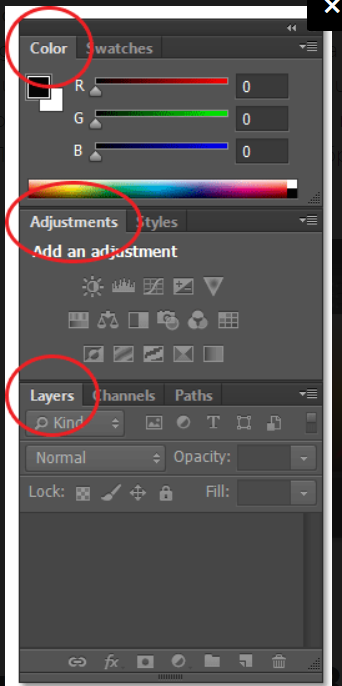 Color Swatches
R 0
G 0
B 0
Adjustments Styles
Add an adjustment
Layers Channels Paths
Kind T
Normal Opacity:
Lock: Fill:
fx